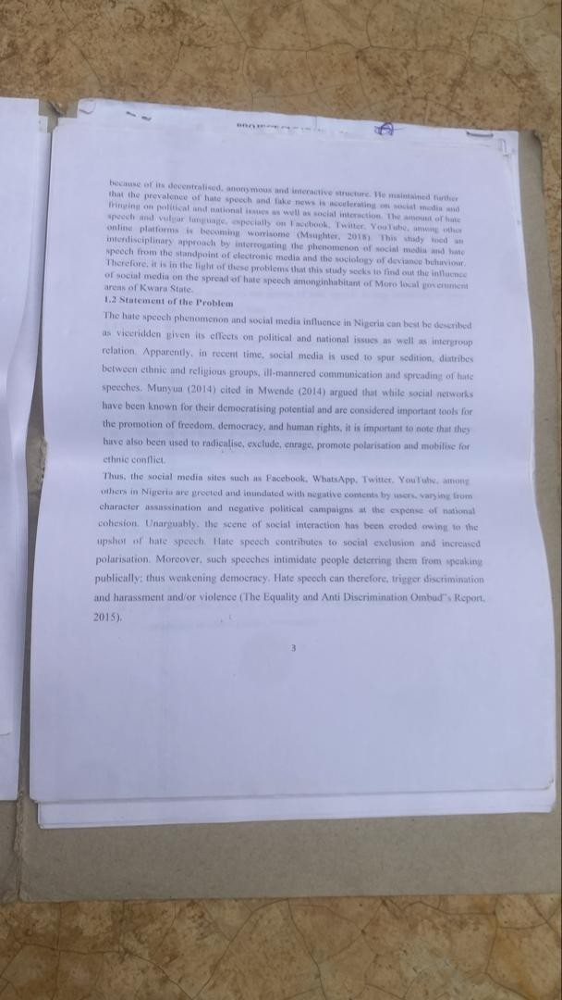 because of its decentralised, anonymous and interactive structure. He maintained further
that the prevalence of hate speech and fake news is accelerating on social media and
fringing on political and national issues as well as social interaction. The amount of hate
speech and vulgar language, especially on Facebook, Twitter, YouTube, among other
online platforms is becoming worrisome (Msughter, 2018). This study toed an
interdisciplinary approach by interrogating the phenomenon of social media and hate
speech from the standpoint of electronic media and the sociology of deviance behaviour.
Therefore, it is in the light of these problems that this study seeks to find out the influence
of social media on the spread of hate speech amonginhabitant of Moro local government
areas of Kwara State.
1.2 Statement of the Problem
The hate speech phenomenon and social media influence in Nigeria can best be described
as viceridden given its effects on political and national issues as well as intergroup
relation. Apparently, in recent time, social media is used to spur sedition, diatribes
between ethnic and religious groups, ill-mannered communication and spreading of hate
speeches. Munyua (2014) cited in Mwende (2014) argued that while social networks
have been known for their democratising potential and are considered important tools for
the promotion of freedom, democracy, and human rights, it is important to note that they
have also been used to radicalise, exclude, enrage, promote polarisation and mobilise for
ethnic conflict.
Thus, the social media sites such as Facebook, WhatsApp, Twitter, YouTube, among
others in Nigeria are greeted and inundated with negative contents by users, varying from
character assassination and negative political campaigns at the expense of national
cohesion. Unarguably, the scene of social interaction has been eroded owing to the
upshot of hate speech. Hate speech contributes to social exclusion and increased
polarisation. Moreover, such speeches intimidate people deterring them from speaking
publically; thus weakening democracy. Hate speech can therefore, trigger discrimination
and harassment and/or violence (The Equality and Anti Discrimination Ombud"s Report,
2015).
3